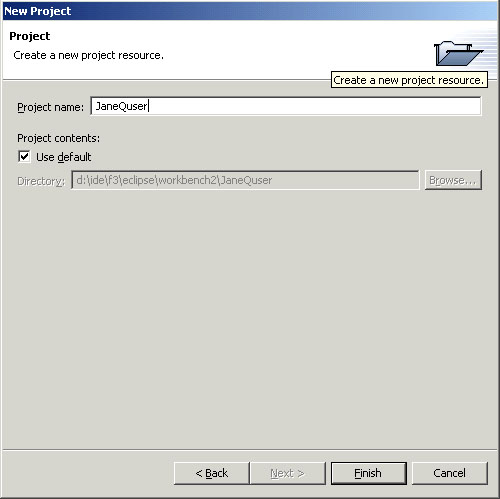 New Project
Project
Create a new project resource.
Create a new project resource.
Project name: JaneQuser
Project contents:
Use default
Directory: d:\ide\f3\eclipse\workbench2\JaneQuser Browse...
< Back Next > Finish Cancel